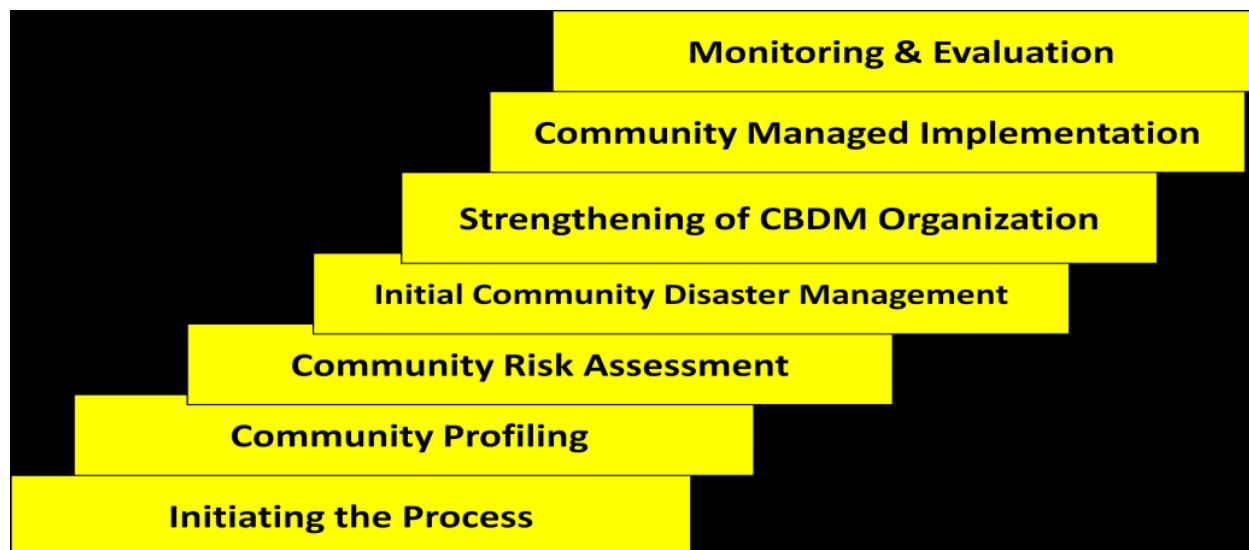 Monitoring & Evaluation
Community Managed Implementation
Strengthening of CBDM Organization
Initial Community Disaster Management
Community Risk Assessment
Community Profiling
Initiating the Process